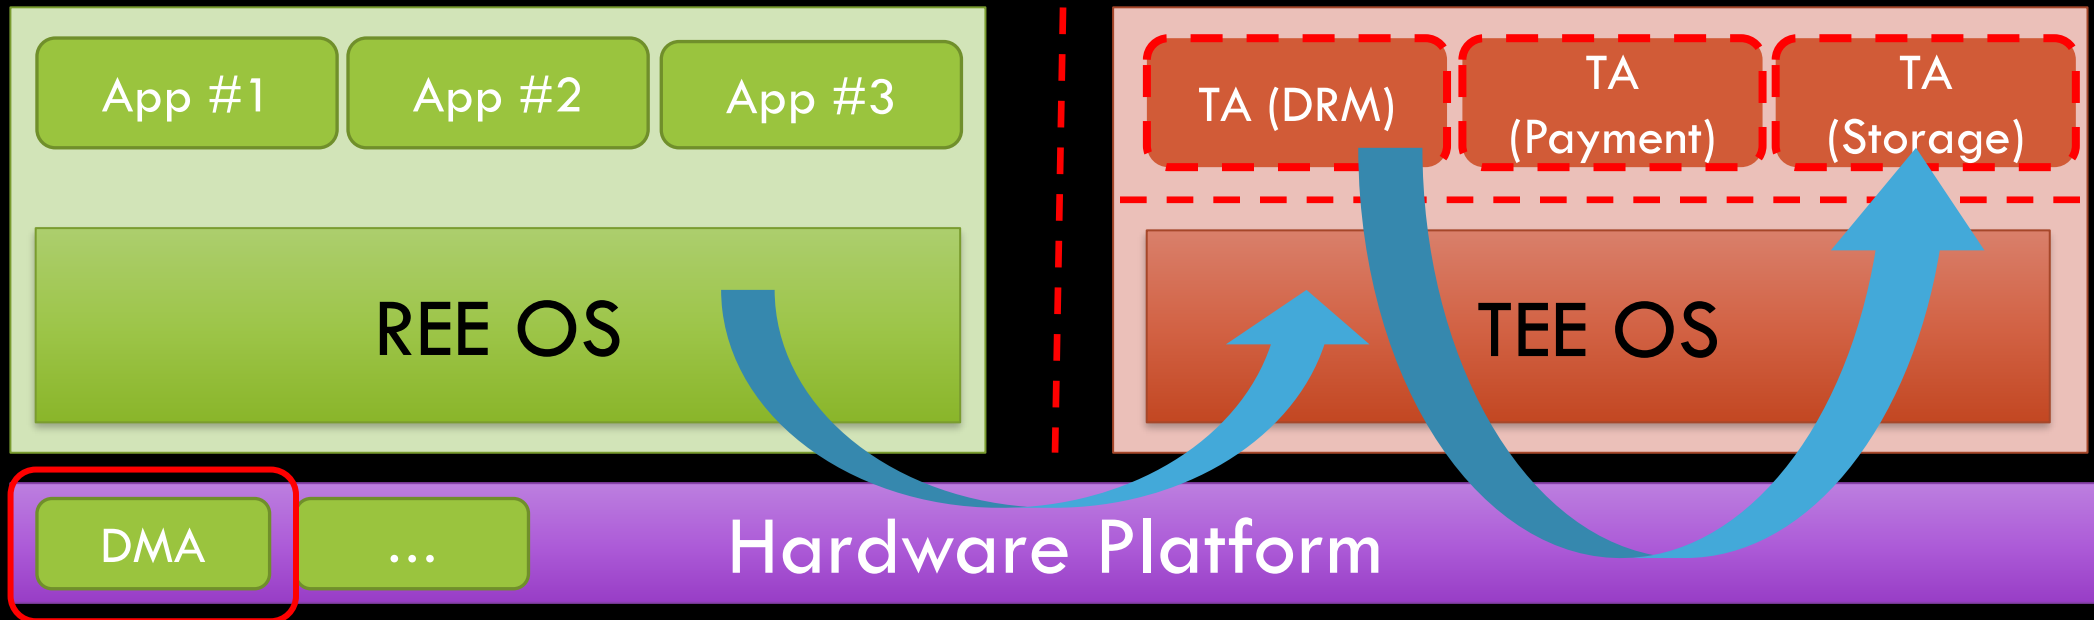 App #1
App #2
App #3
TA (DRM)
TA
(Payment)
TA
(Storage)
REE OS
TEE OS
DMA
...
Hardware Platform